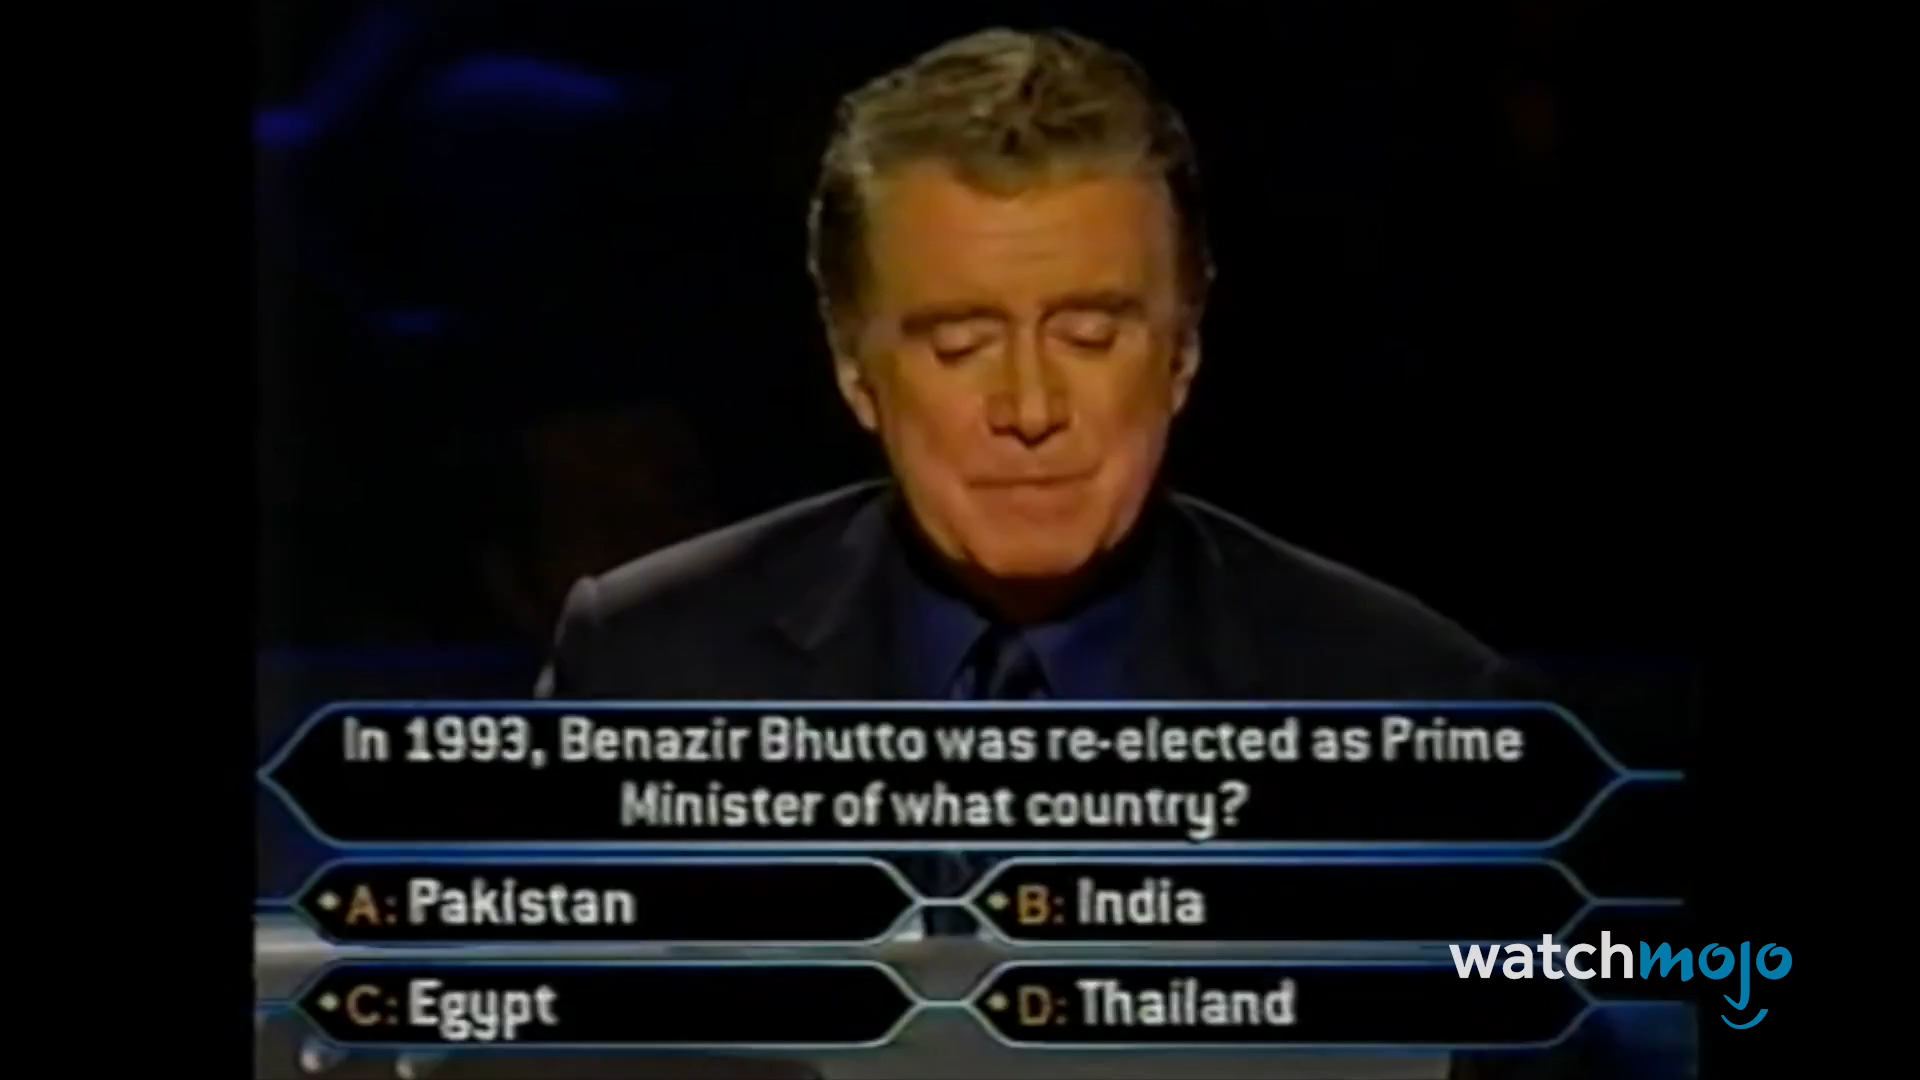 In 1993, Benazir Bhutto was re-elected as Prime
Minister of what country?
A: Pakistan
B: India
C: Egypt
D: Thailand
watchmojo